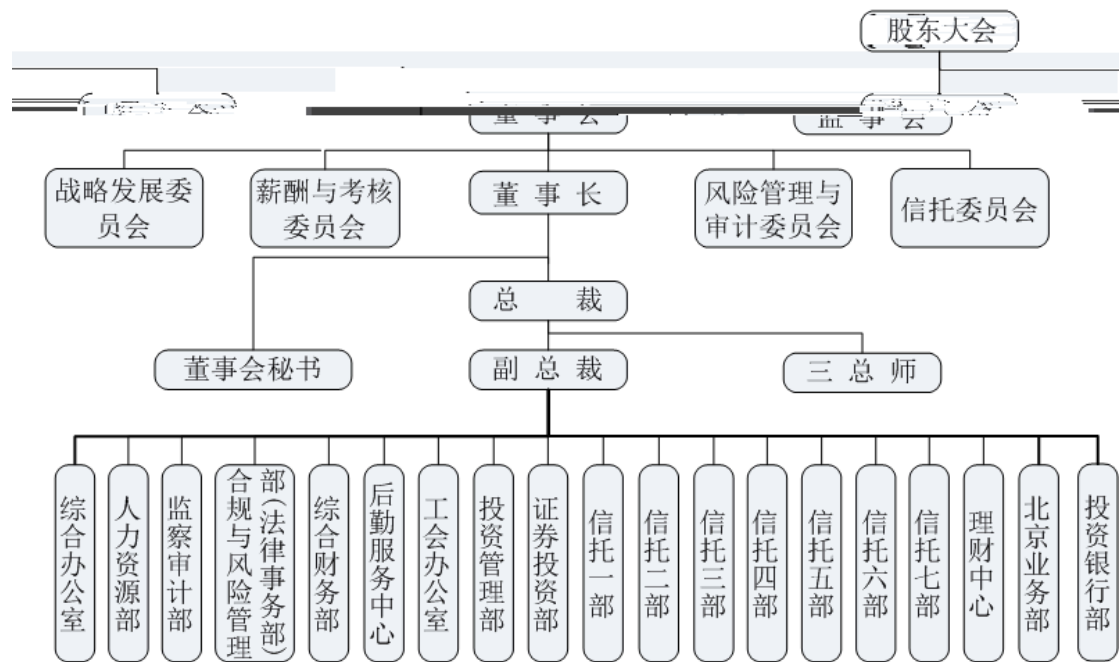 股东大会
董事会
监事会
战略发展委
员会
薪酬与考核
委员会
董事长
风险管理与
审计委员会
信托委员会
总裁
董事会秘书
副总裁
三总师
综合办公室
人力资源部
监察审计部
合规与风险管理
部(法律事务部)
综合财务部
后勤服务中心
工会办公室
投资管理部
证券投资部
信托一部
信托二部
信托三部
信托四部
信托五部
信托六部
信托七部
理财中心
北京业务部
投资银行部